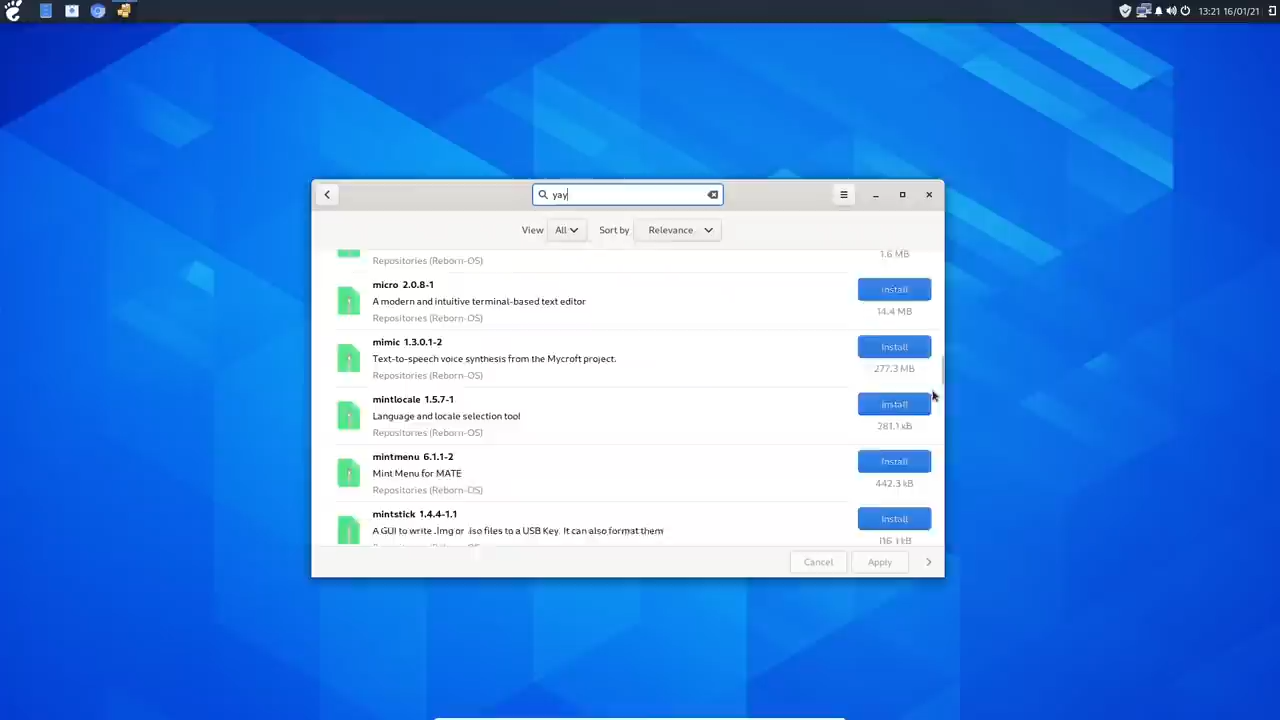 13:21 16/01/21
yay
View All Sort by Relevance
1.6 MB
Repositories (Reborn-OS)
micro 2.0.8-1
Install
A modern and intuitive terminal-based text editor
14.4 MB
Repositories (Reborn-OS)
mimic 1.3.0.1-2
Install
Text-to-speech voice synthesis from the Mycroft project.
277.3 MB
Repositories (Reborn-OS)
mintlocale 1.5.7-1
Install
Language and locale selection tool
281.1 kB
Repositories (Reborn-OS)
mintmenu 6.1.1-2
Install
Mint Menu for MATE
442.3 kB
Repositories (Reborn-OS)
mintstick 1.4.4-1.1
Install
A GUI to write .img or .iso files to a USB Key. It can also format them
Cancel Apply